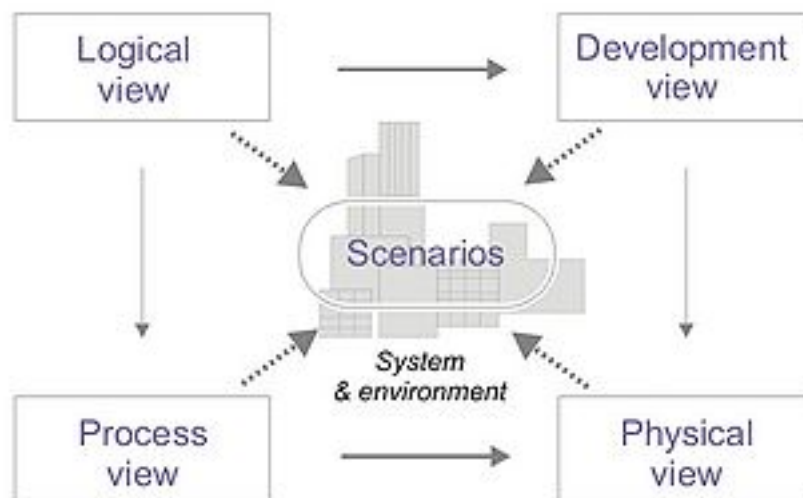 Logical
view
Development
view
Scenarios
System
& environment
Process
view
Physical
view